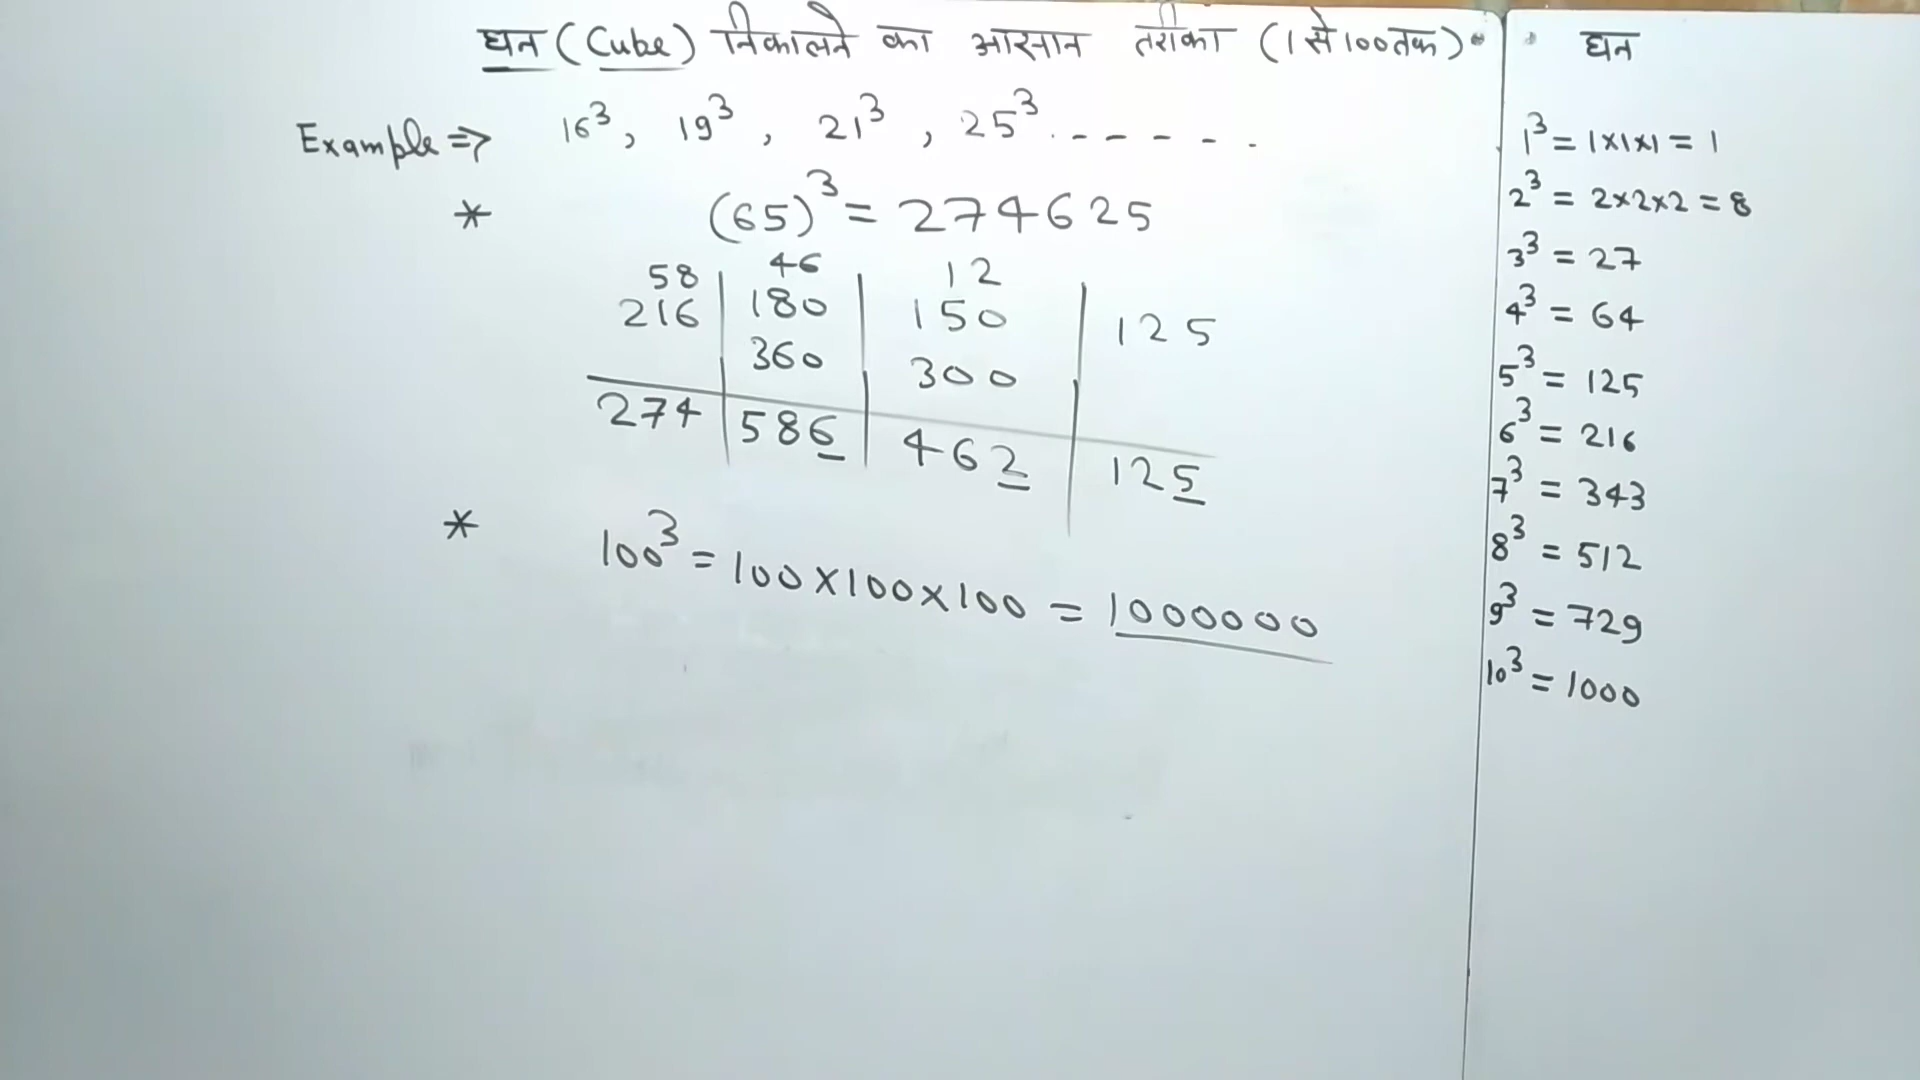 घन (Cube) निकालने का आसान तरीका (1 से 100 तक)
Example ⇒ 16³, 19³, 21³, 25³ - - - - -
* (65)³ = 274625
58 | 46 | 12 |
216 | 180 | 150 | 125
360 | 300
274 | 586 | 462 | 125
* 100³ = 100×100×100 = 1000000
घन
1³ = 1×1×1 = 1
2³ = 2×2×2 = 8
3³ = 27
4³ = 64
5³ = 125
6³ = 216
7³ = 343
8³ = 512
9³ = 729
10³ = 1000